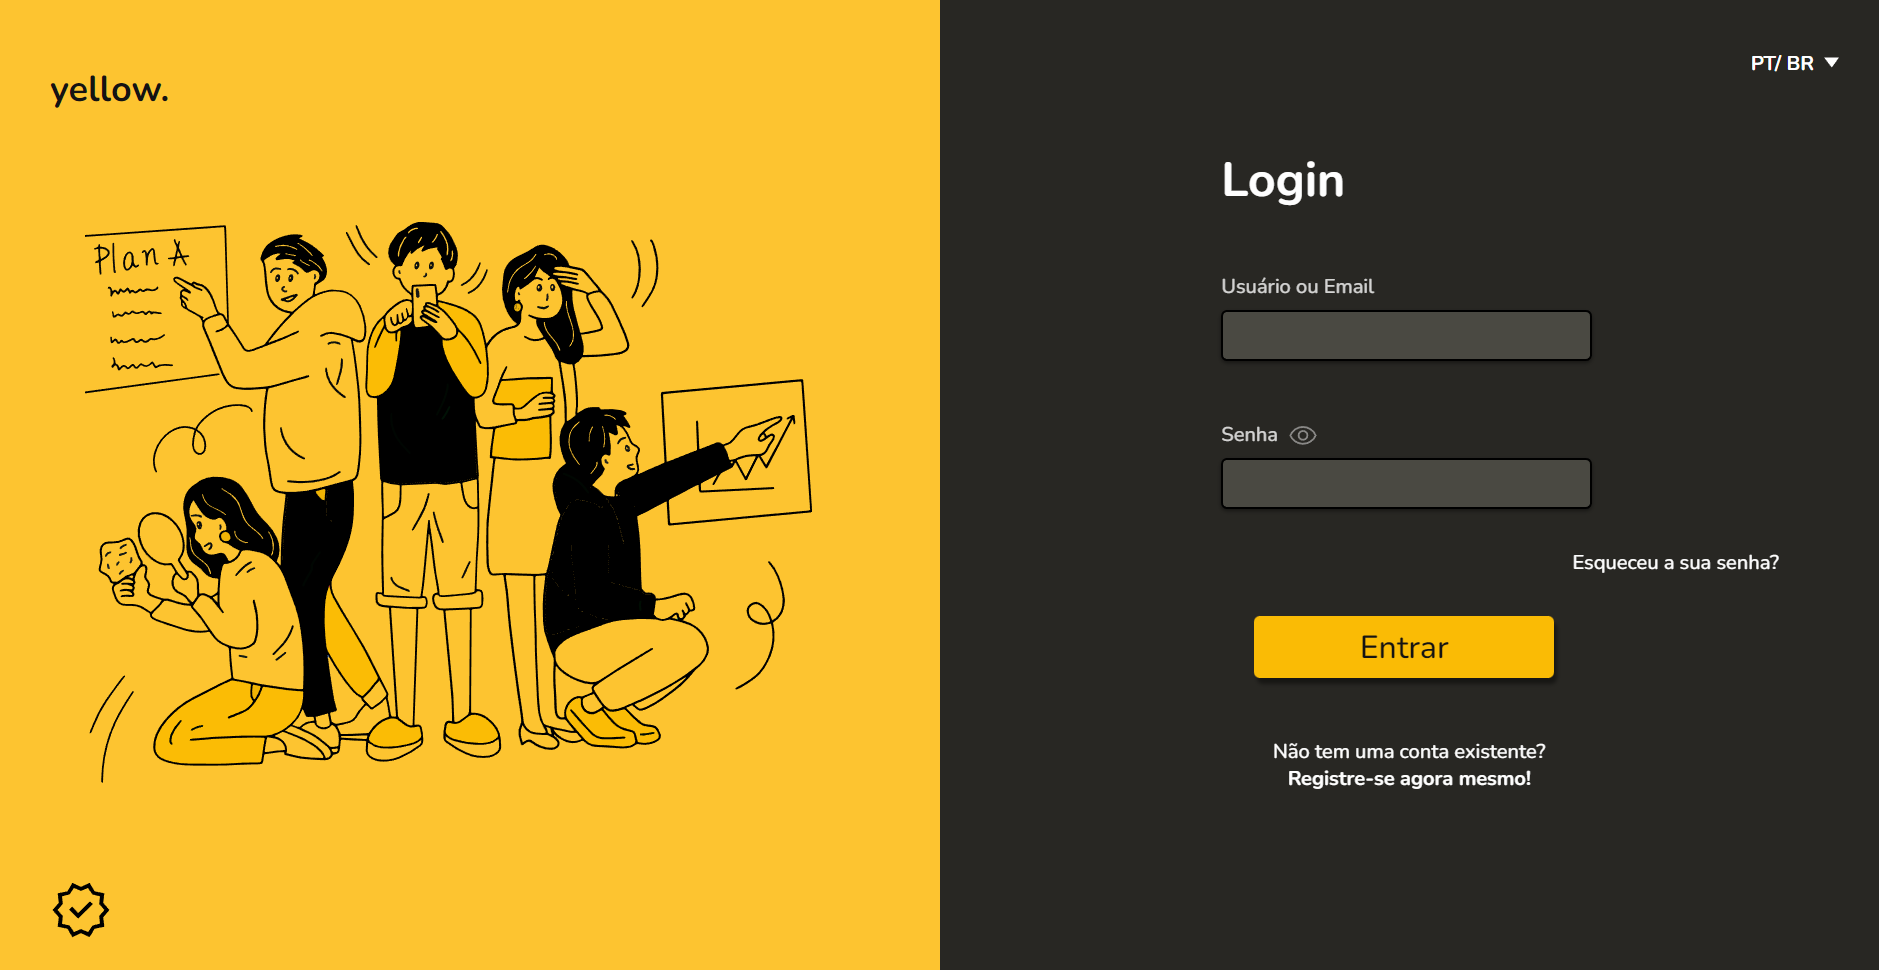 yellow.
Plan A
PT/ BR
Login
Usuário ou Email
Senha
Esqueceu a sua senha?
Entrar
Não tem uma conta existente?
Registre-se agora mesmo!